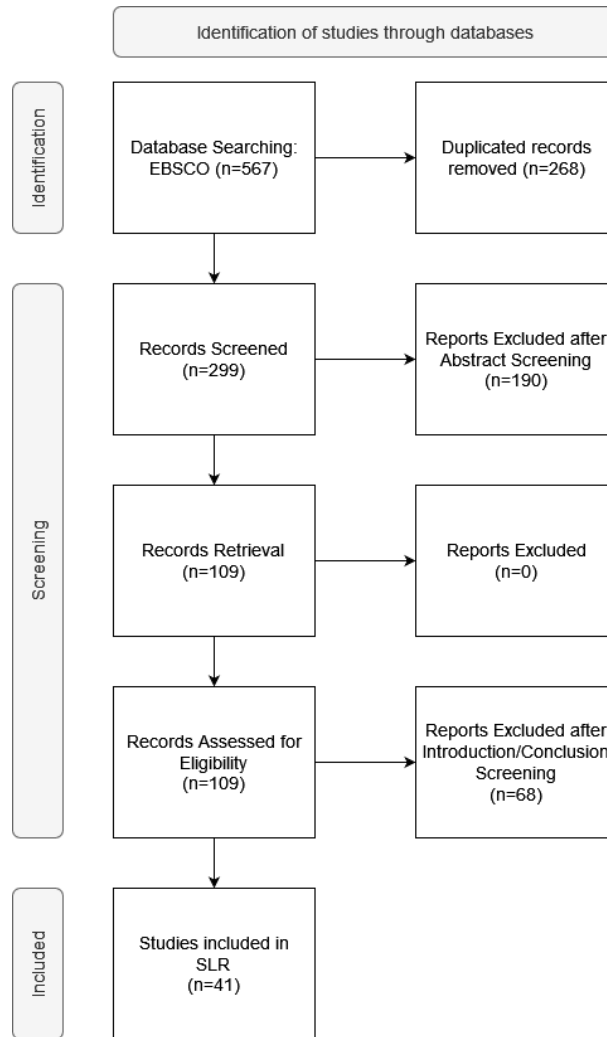 Identification of studies through databases
Identification
Database Searching:
EBSCO (n=567)
Duplicated records
removed (n=268)
Screening
Records Screened
(n=299)
Reports Excluded after
Abstract Screening
(n=190)
Records Retrieval
(n=109)
Reports Excluded
(n=0)
Records Assessed for
Eligibility
(n=109)
Reports Excluded after
Introduction/Conclusion
Screening
(n=68)
Included
Studies included in
SLR
(n=41)